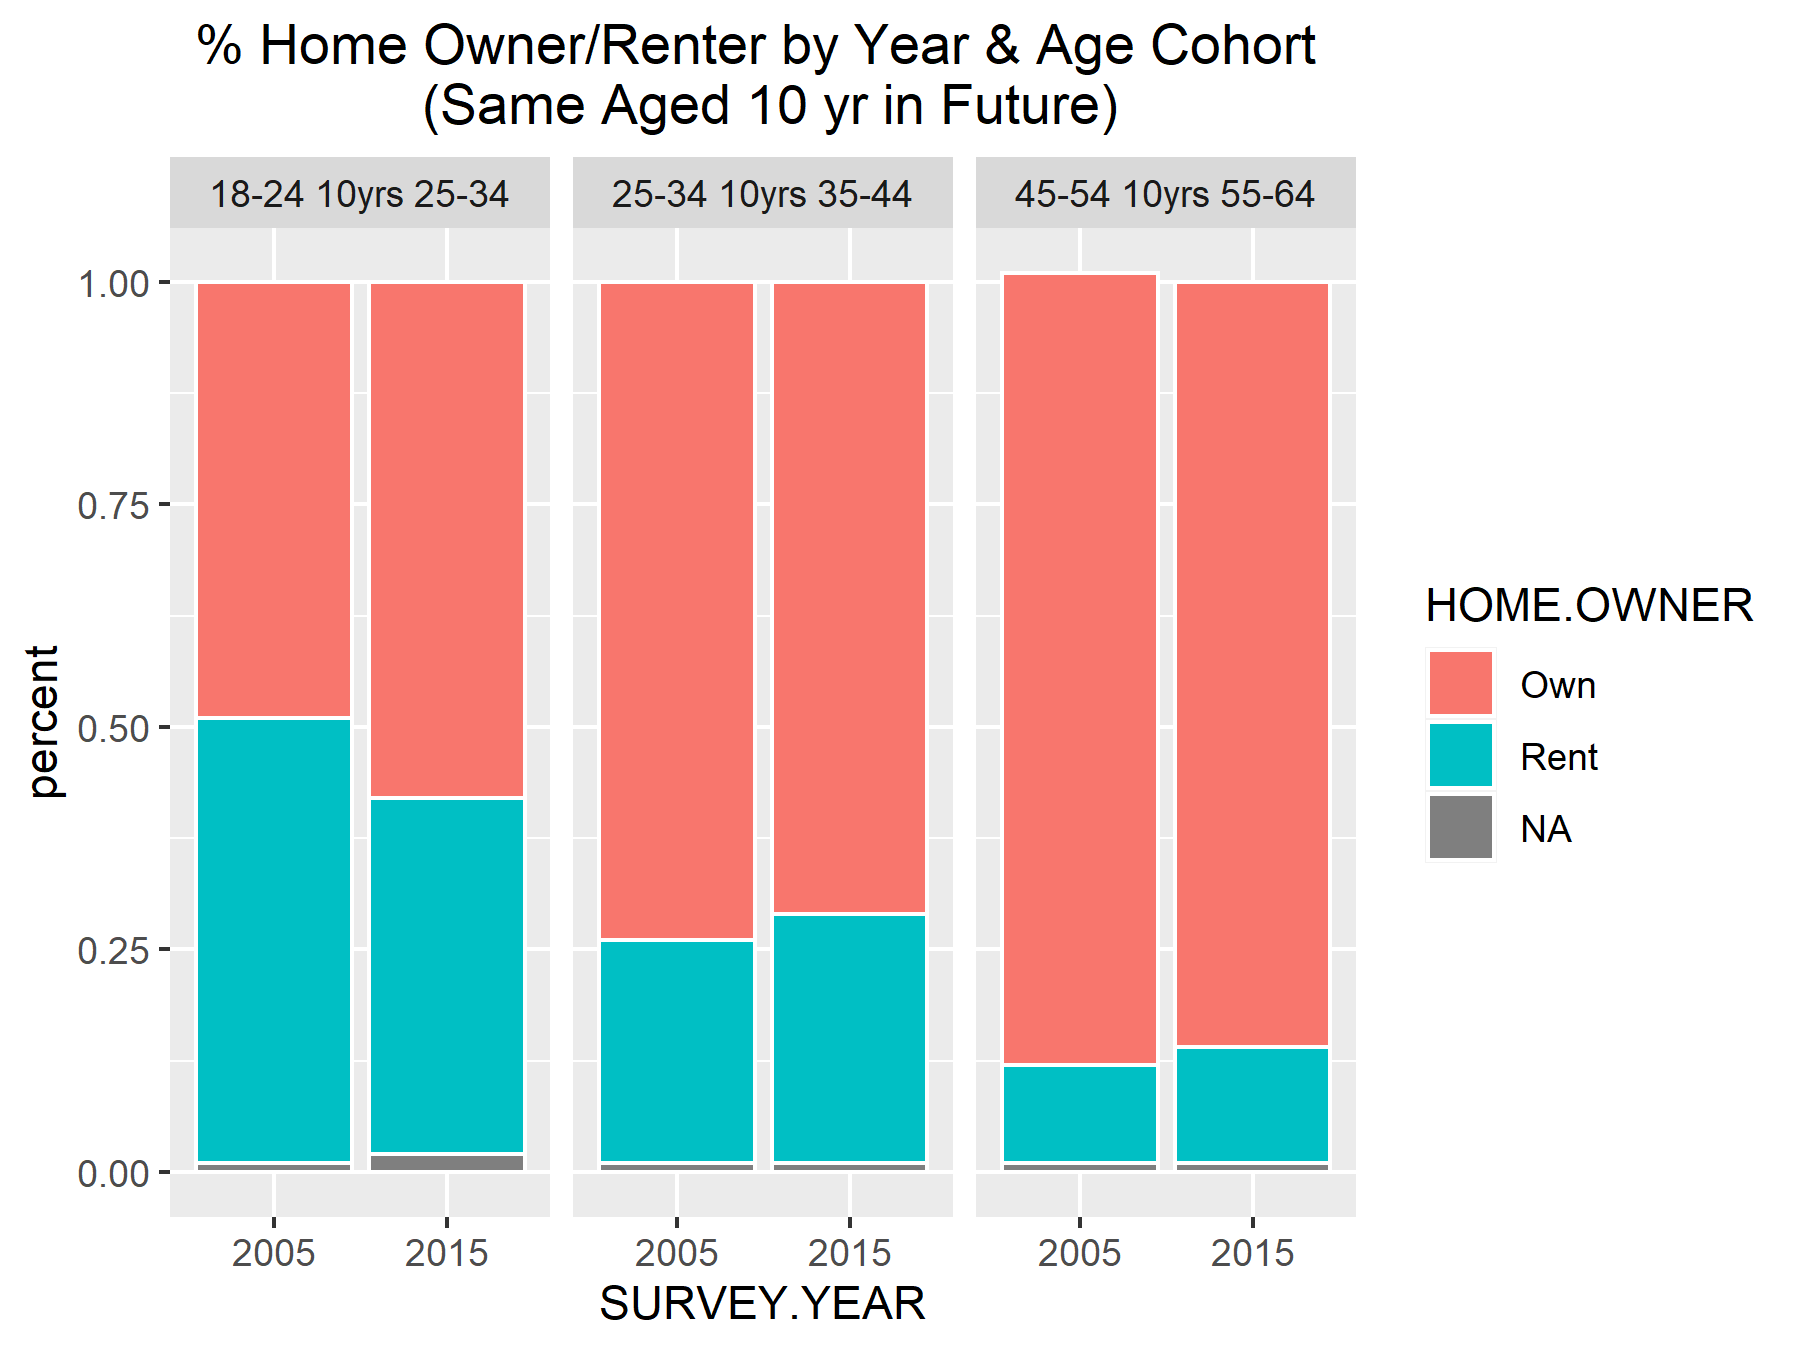 % Home Owner/Renter by Year & Age Cohort
(Same Aged 10 yr in Future)
18-24 10yrs 25-34
25-34 10yrs 35-44
45-54 10yrs 55-64
1.00
0.75
0.50
0.25
0.00
percent
2005
2015
2005
2015
2005
2015
SURVEY.YEAR
HOME.OWNER
Own
Rent
NA